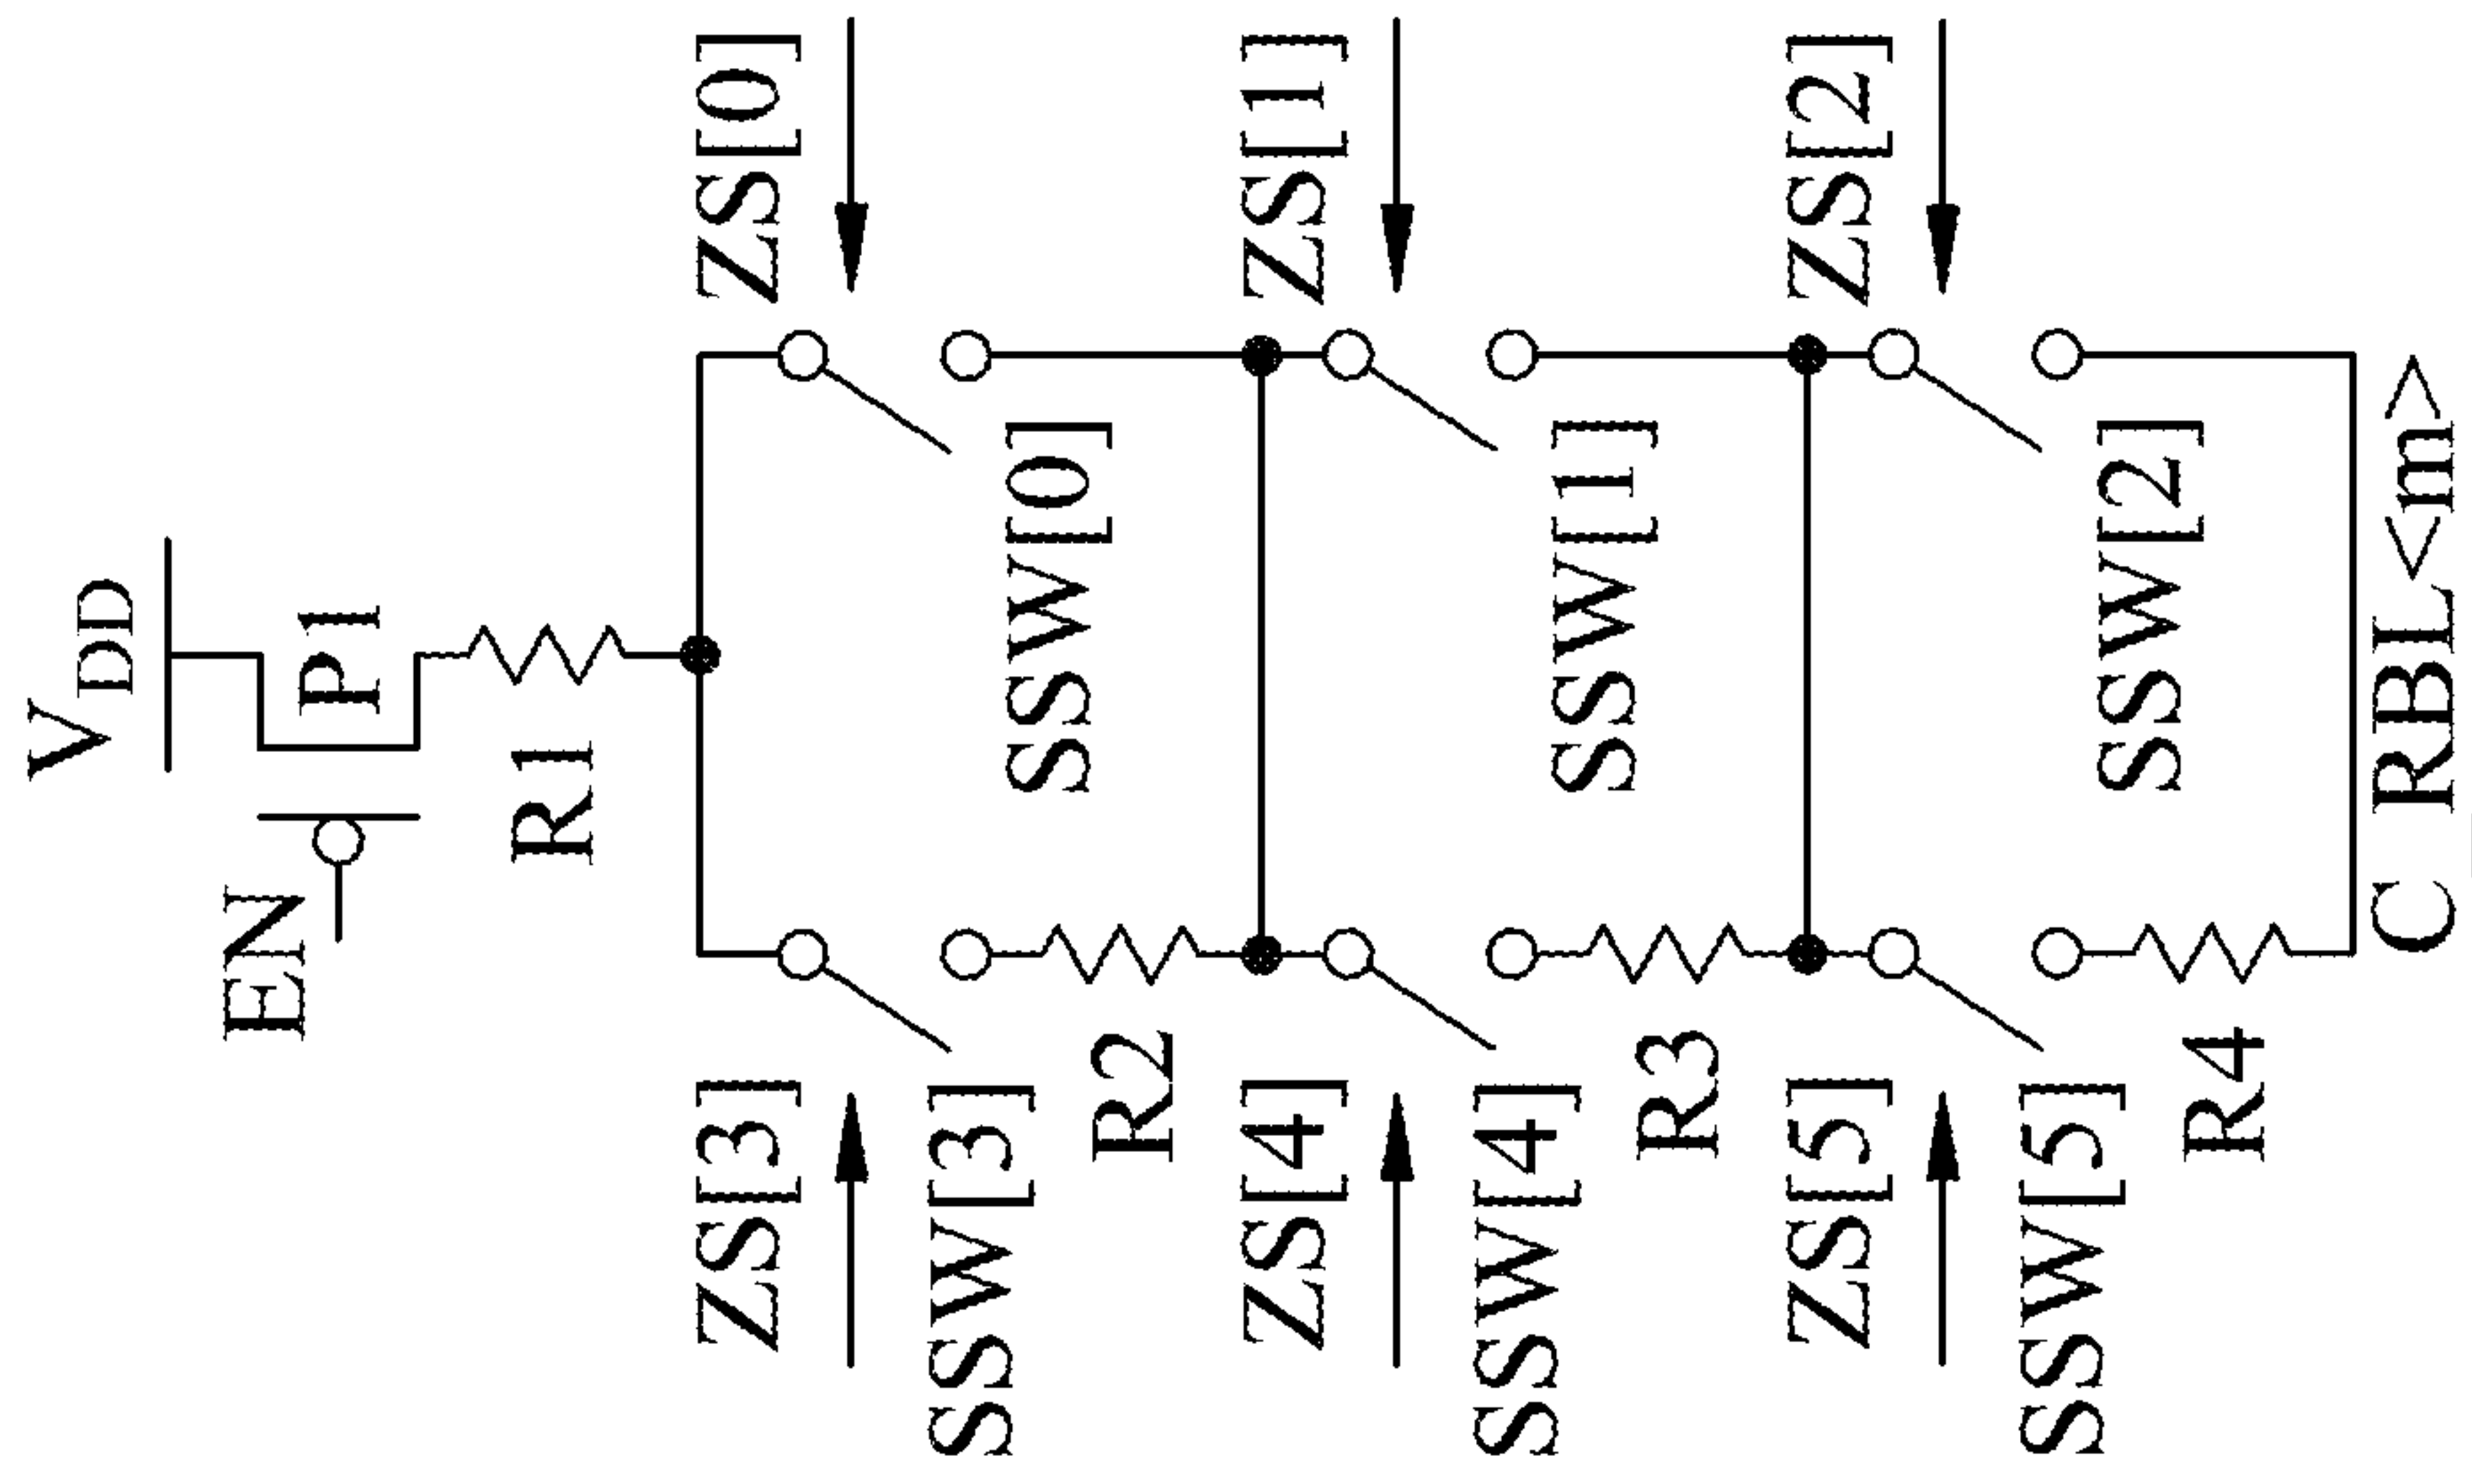 VDD
EN
P1
R1
ZS[3]
ZS[0]
SSW[3]
SSW[0]
R2
ZS[4]
ZS[1]
SSW[4]
SSW[1]
R3
ZS[5]
ZS[2]
SSW[5]
SSW[2]
R4
C_RBL<m>